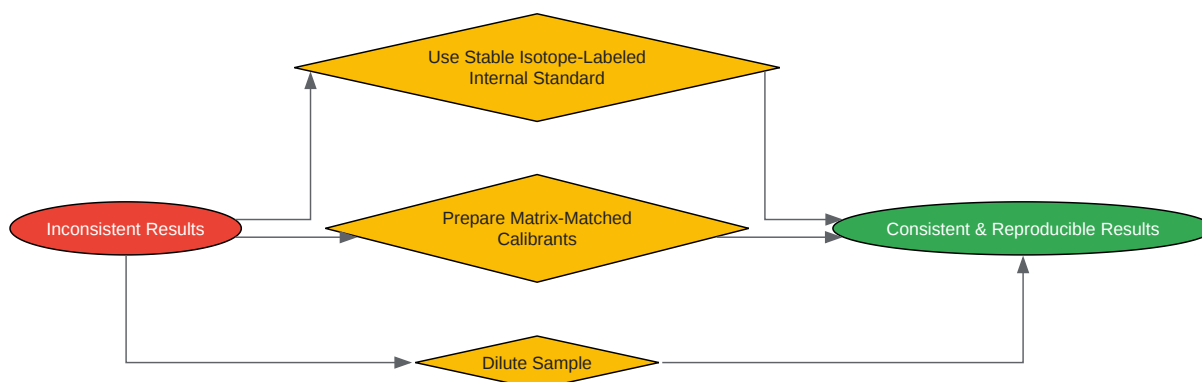 Use Stable Isotope-Labeled
Internal Standard
Inconsistent Results
Prepare Matrix-Matched
Calibrants
Consistent & Reproducible Results
Dilute Sample